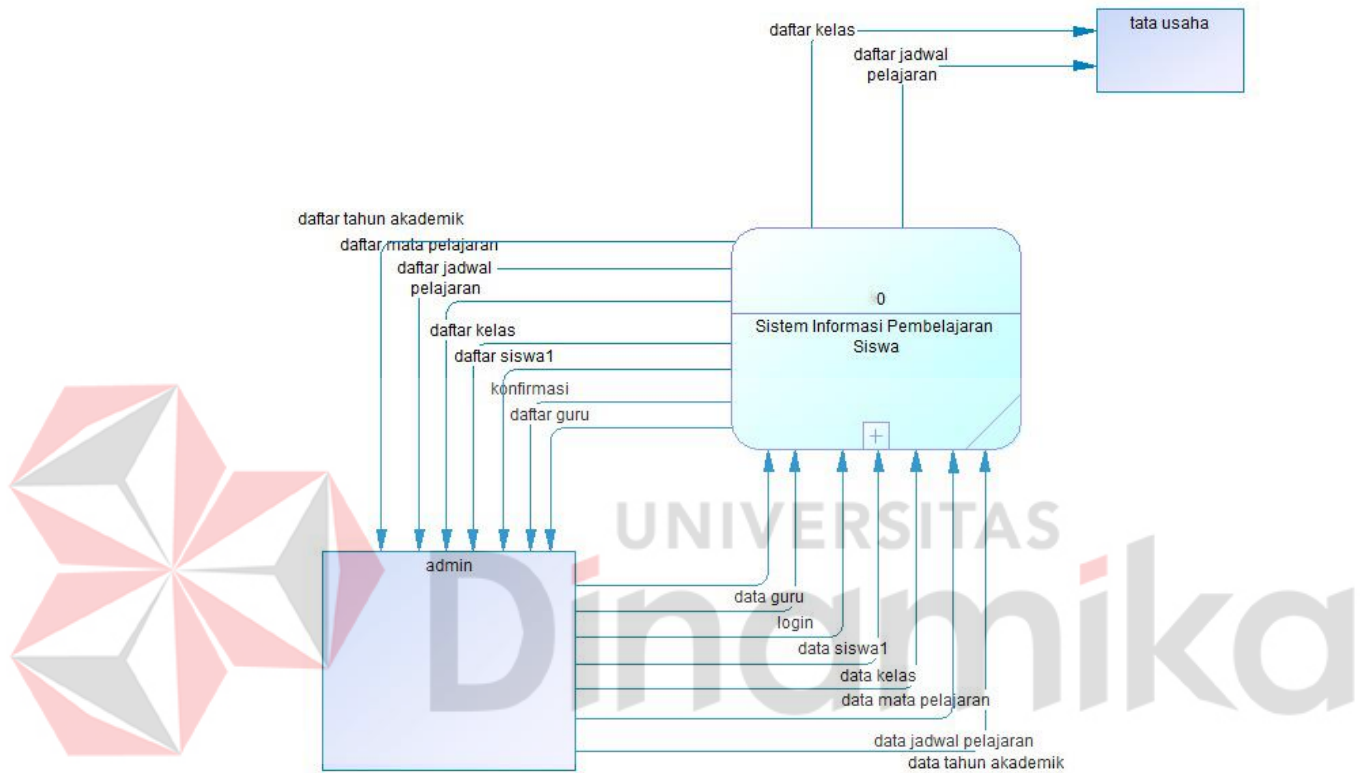 daftar kelas
tata usaha
daftar jadwal
pelajaran
daftar tahun akademik
daftar mata pelajaran
daftar jadwal
pelajaran
daftar kelas
daftar siswa1
konfirmasi
daftar guru
0
Sistem Informasi Pembelajaran
Siswa
UNIVERSITAS
Dinamika
admin
data guru
login
data siswa1
data kelas
data mata pelajaran
data jadwal pelajaran
data tahun akademik